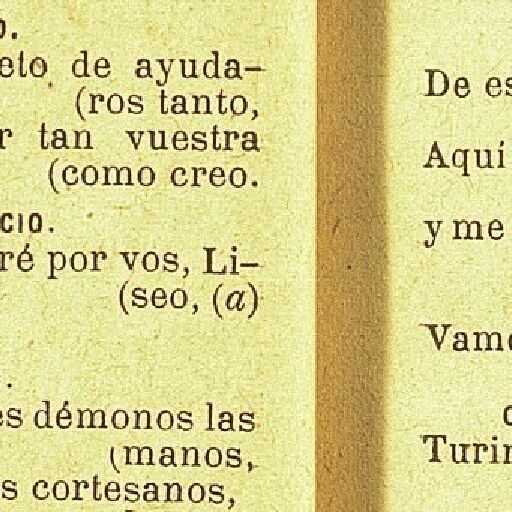 eto de ayuda-
(ros tanto,
r tan vuestra
(como creo.
CIO.
ré por vos, Li-
(seo, (a)
es démonos las
(manos,
s cortesanos,
De es
Aquí
y me
Vamo
Turin